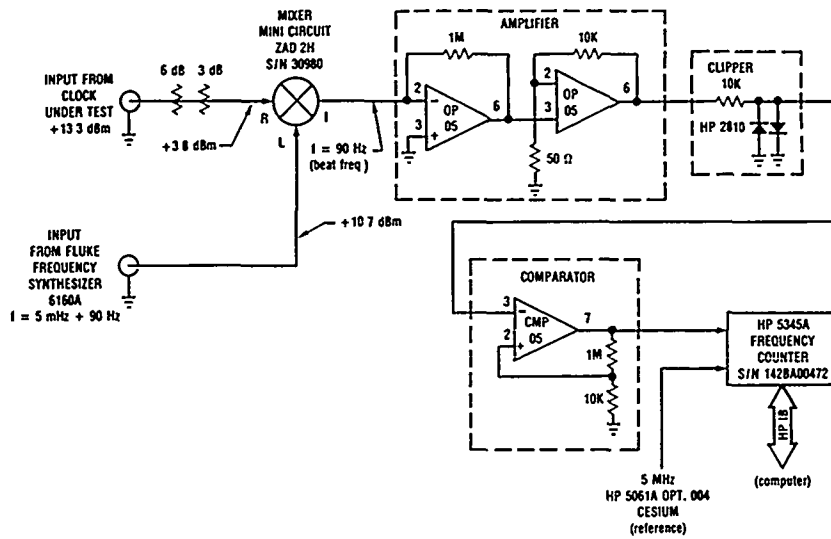 MIXER
MINI CIRCUIT
ZAD 2H
S/N 30980
AMPLIFIER
1M
10K
CLIPPER
10K
6 dB
3 dB
INPUT FROM
CLOCK
UNDER TEST
+13 3 dBm
R
I
L
2
3
6
OP
05
2
3
6
OP
05
HP 2810
+3 8 dBm
f = 90 Hz
(beat freq )
50 Ω
+10 7 dBm
INPUT
FROM FLUKE
FREQUENCY
SYNTHESIZER
6160A
f = 5 mHz + 90 Hz
COMPARATOR
3
2
7
CMP
05
1M
10K
HP 5345A
FREQUENCY
COUNTER
S/N 1428A00472
HP IB
(computer)
5 MHz
HP 5061A OPT. 004
CESIUM
(reference)